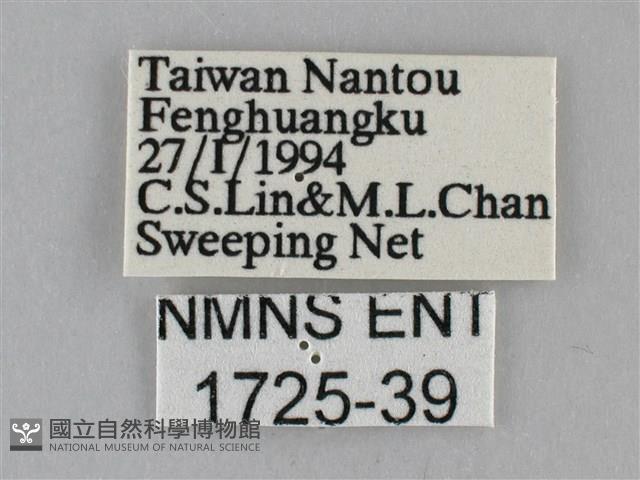 Taiwan Nantou
Fenghuangku
27/I/1994
C.S.Lin&M.L.Chan
Sweeping Net
NMNS ENT
1725-39
國立自然科學博物館
NATIONAL MUSEUM OF NATURAL SCIENCE